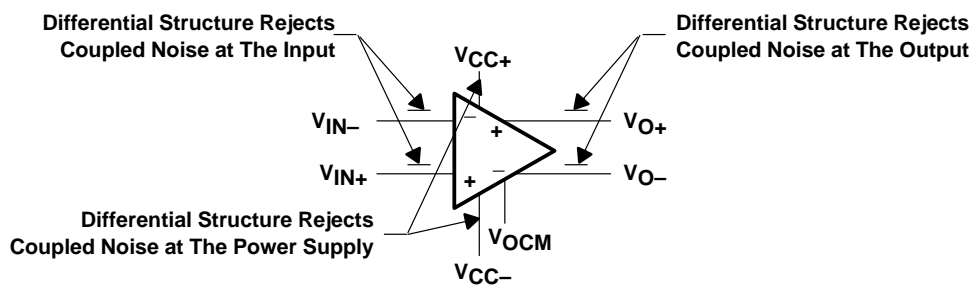 Differential Structure Rejects
Coupled Noise at The Input
Differential Structure Rejects
Coupled Noise at The Output
VCC+
VIN–
–
+
VO+
VIN+
+
–
VO–
Differential Structure Rejects
Coupled Noise at The Power Supply
VOCM
VCC–